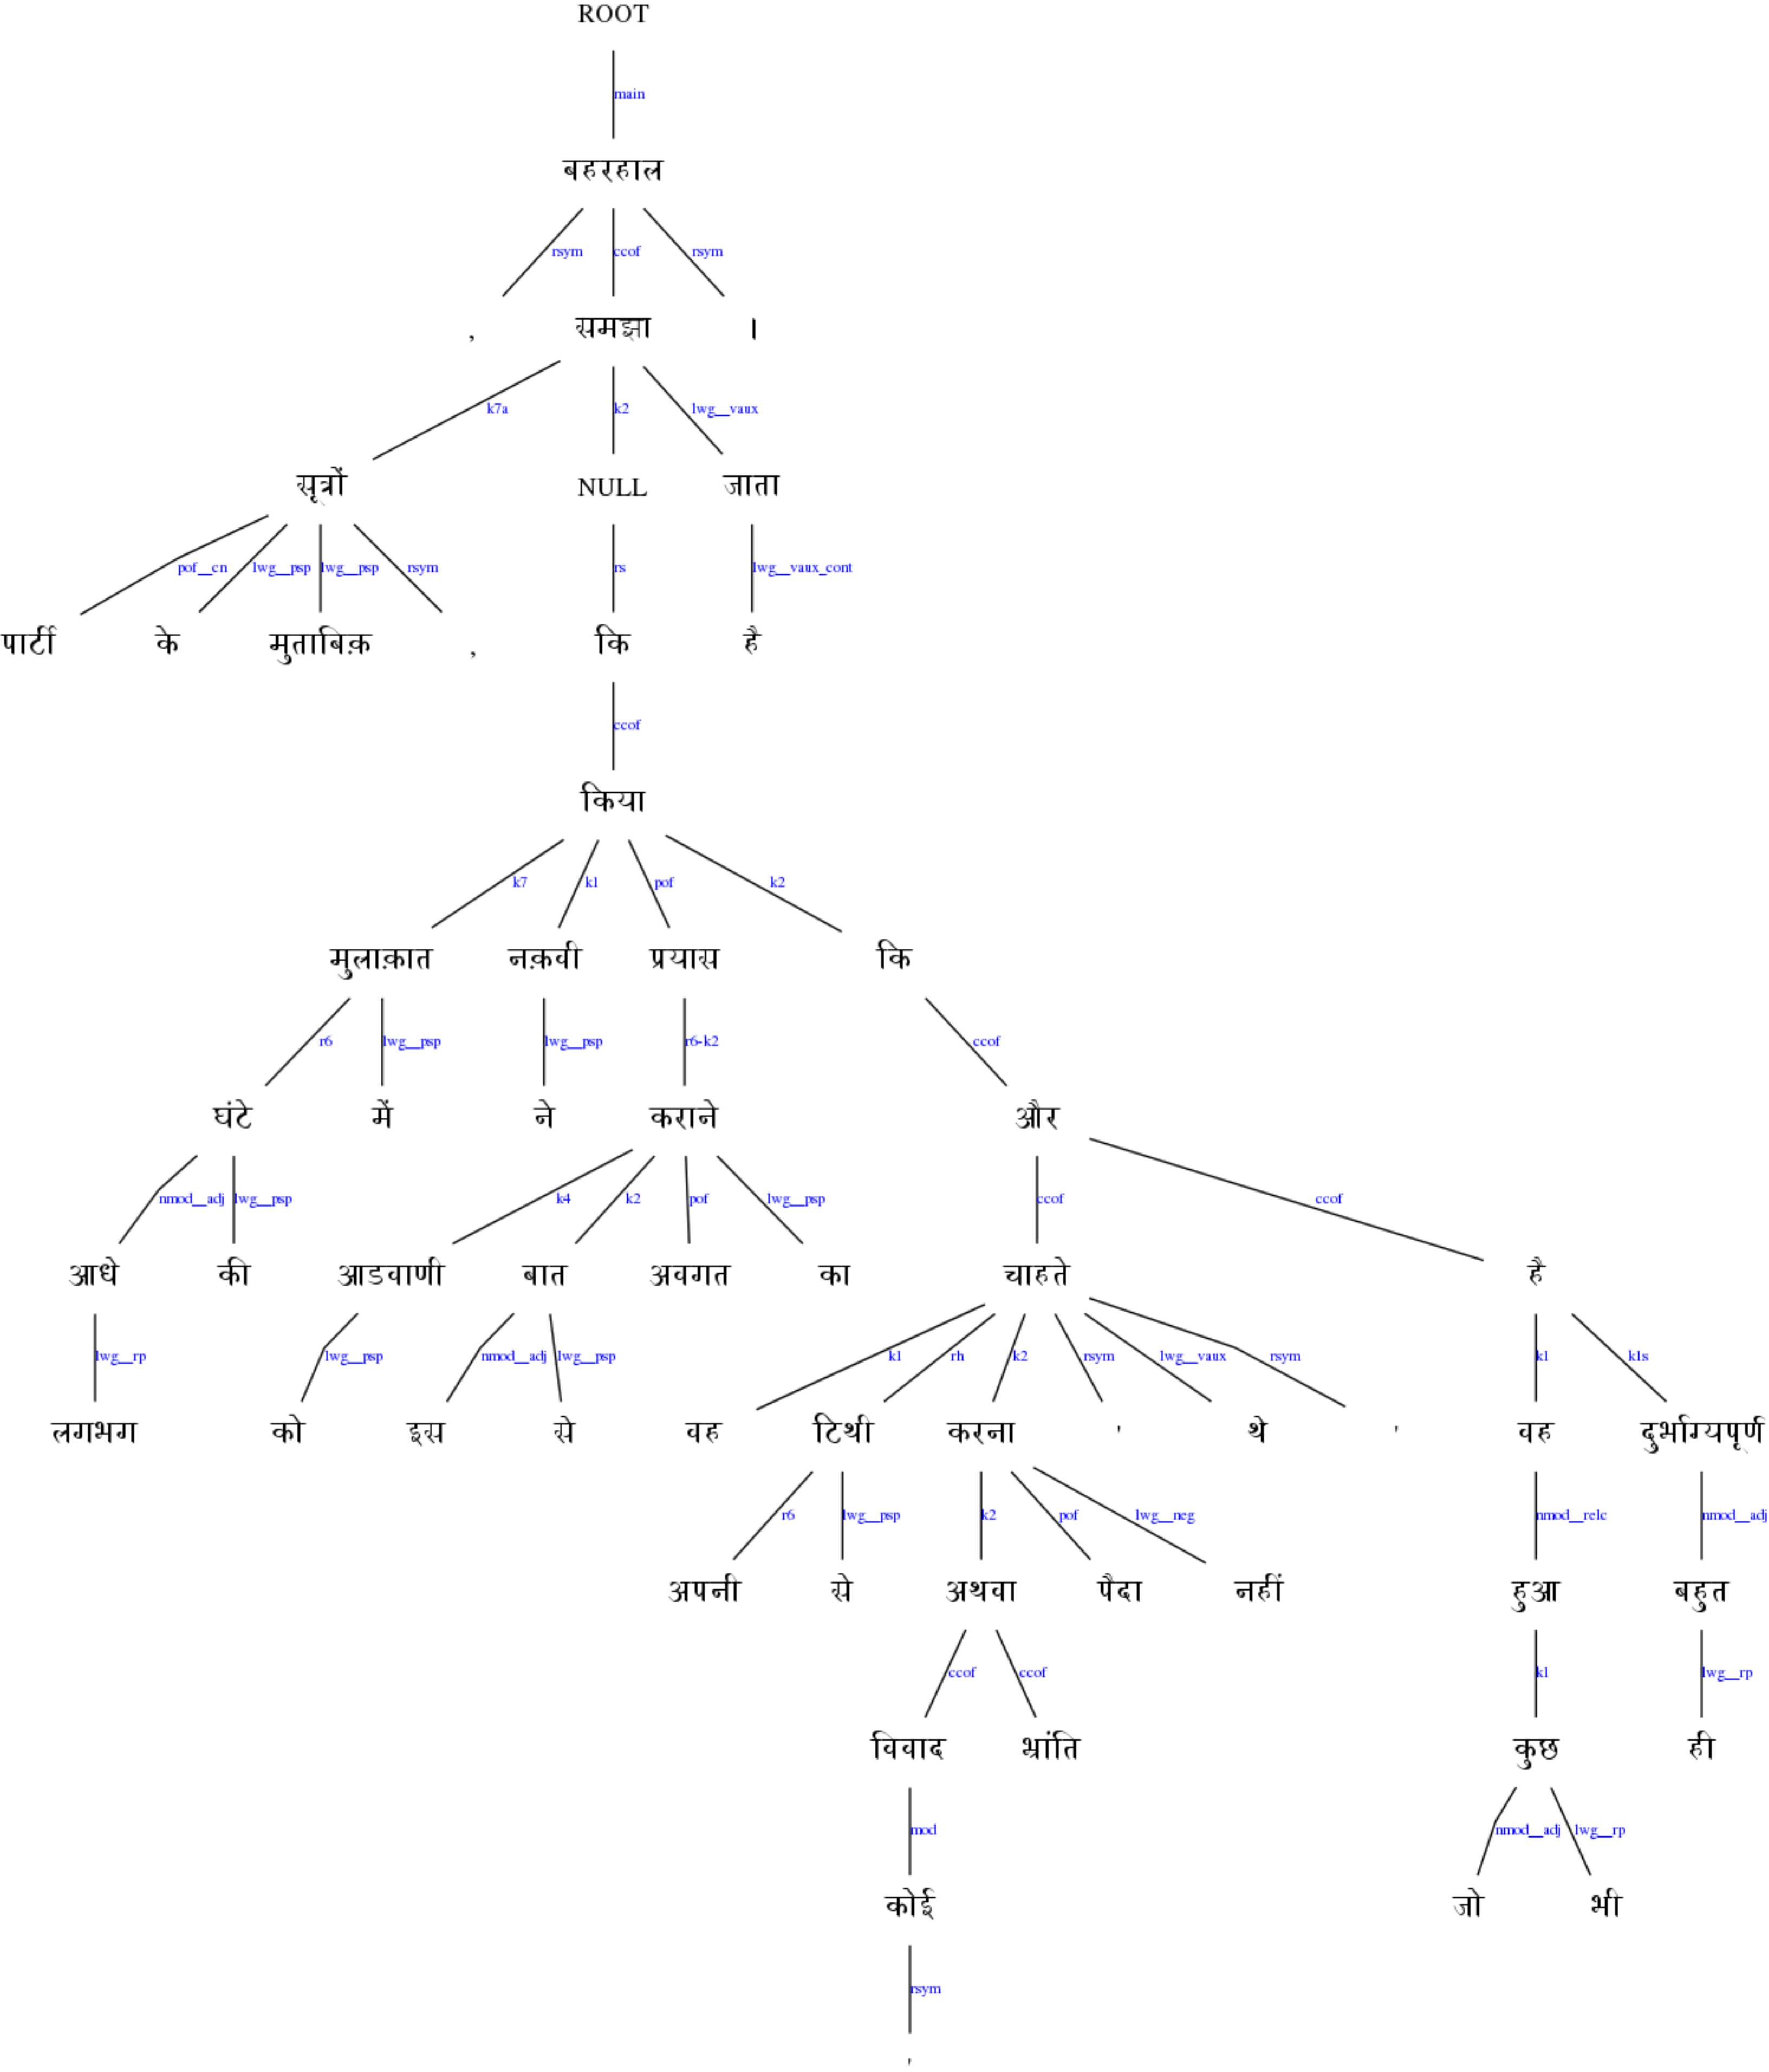 ROOT
main
बहरहाल
rsym ccof rsym
, समझा ।
k7a k2 lwg__vaux
सूत्रों NULL जाता
pof__cn lwg__psp lwg__psp rsym rs lwg__vaux_cont
पार्टी के मुताबिक़ , कि है
ccof
किया
k7 k1 pof k2
मुलाक़ात नक़वी प्रयास कि
r6 lwg__psp lwg__psp r6-k2 ccof
घंटे में ने कराने और
nmod__adj lwg__psp k4 k2 pof lwg__psp ccof ccof
आधे की आडवाणी बात अवगत का चाहते है
lwg__rp lwg__psp nmod__adj lwg__psp k1 rh k2 rsym lwg__vaux rsym k1 k1s
लगभग को इस से वह टिथी करना ' थे ' वह दुर्भाग्यपूर्ण
r6 lwg__psp k2 pof lwg__neg nmod__relc nmod__adj
अपनी से अथवा पैदा नहीं हुआ बहुत
ccof ccof k1 lwg__rp
विवाद भ्रांति कुछ ही
mod nmod__adj lwg__rp
कोई जो भी
rsym
'